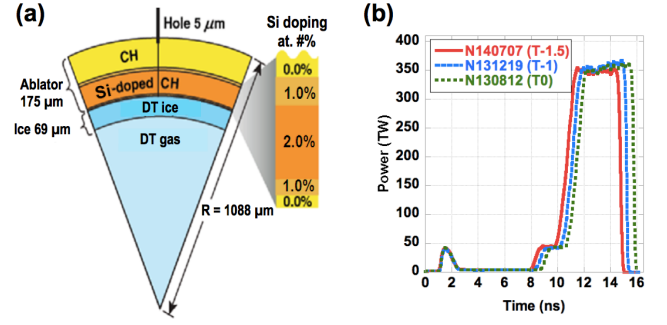 (a)
Hole 5 μm
CH
Si-doped CH
DT ice
DT gas
Ablator
175 μm
Ice 69 μm
R = 1088 μm
Si doping
at. #%
0.0%
1.0%
2.0%
1.0%
0.0%
(b)
400
350
300
250
200
150
100
50
0
Power (TW)
N140707 (T-1.5)
N131219 (T-1)
N130812 (T0)
0 2 4 6 8 10 12 14 16
Time (ns)